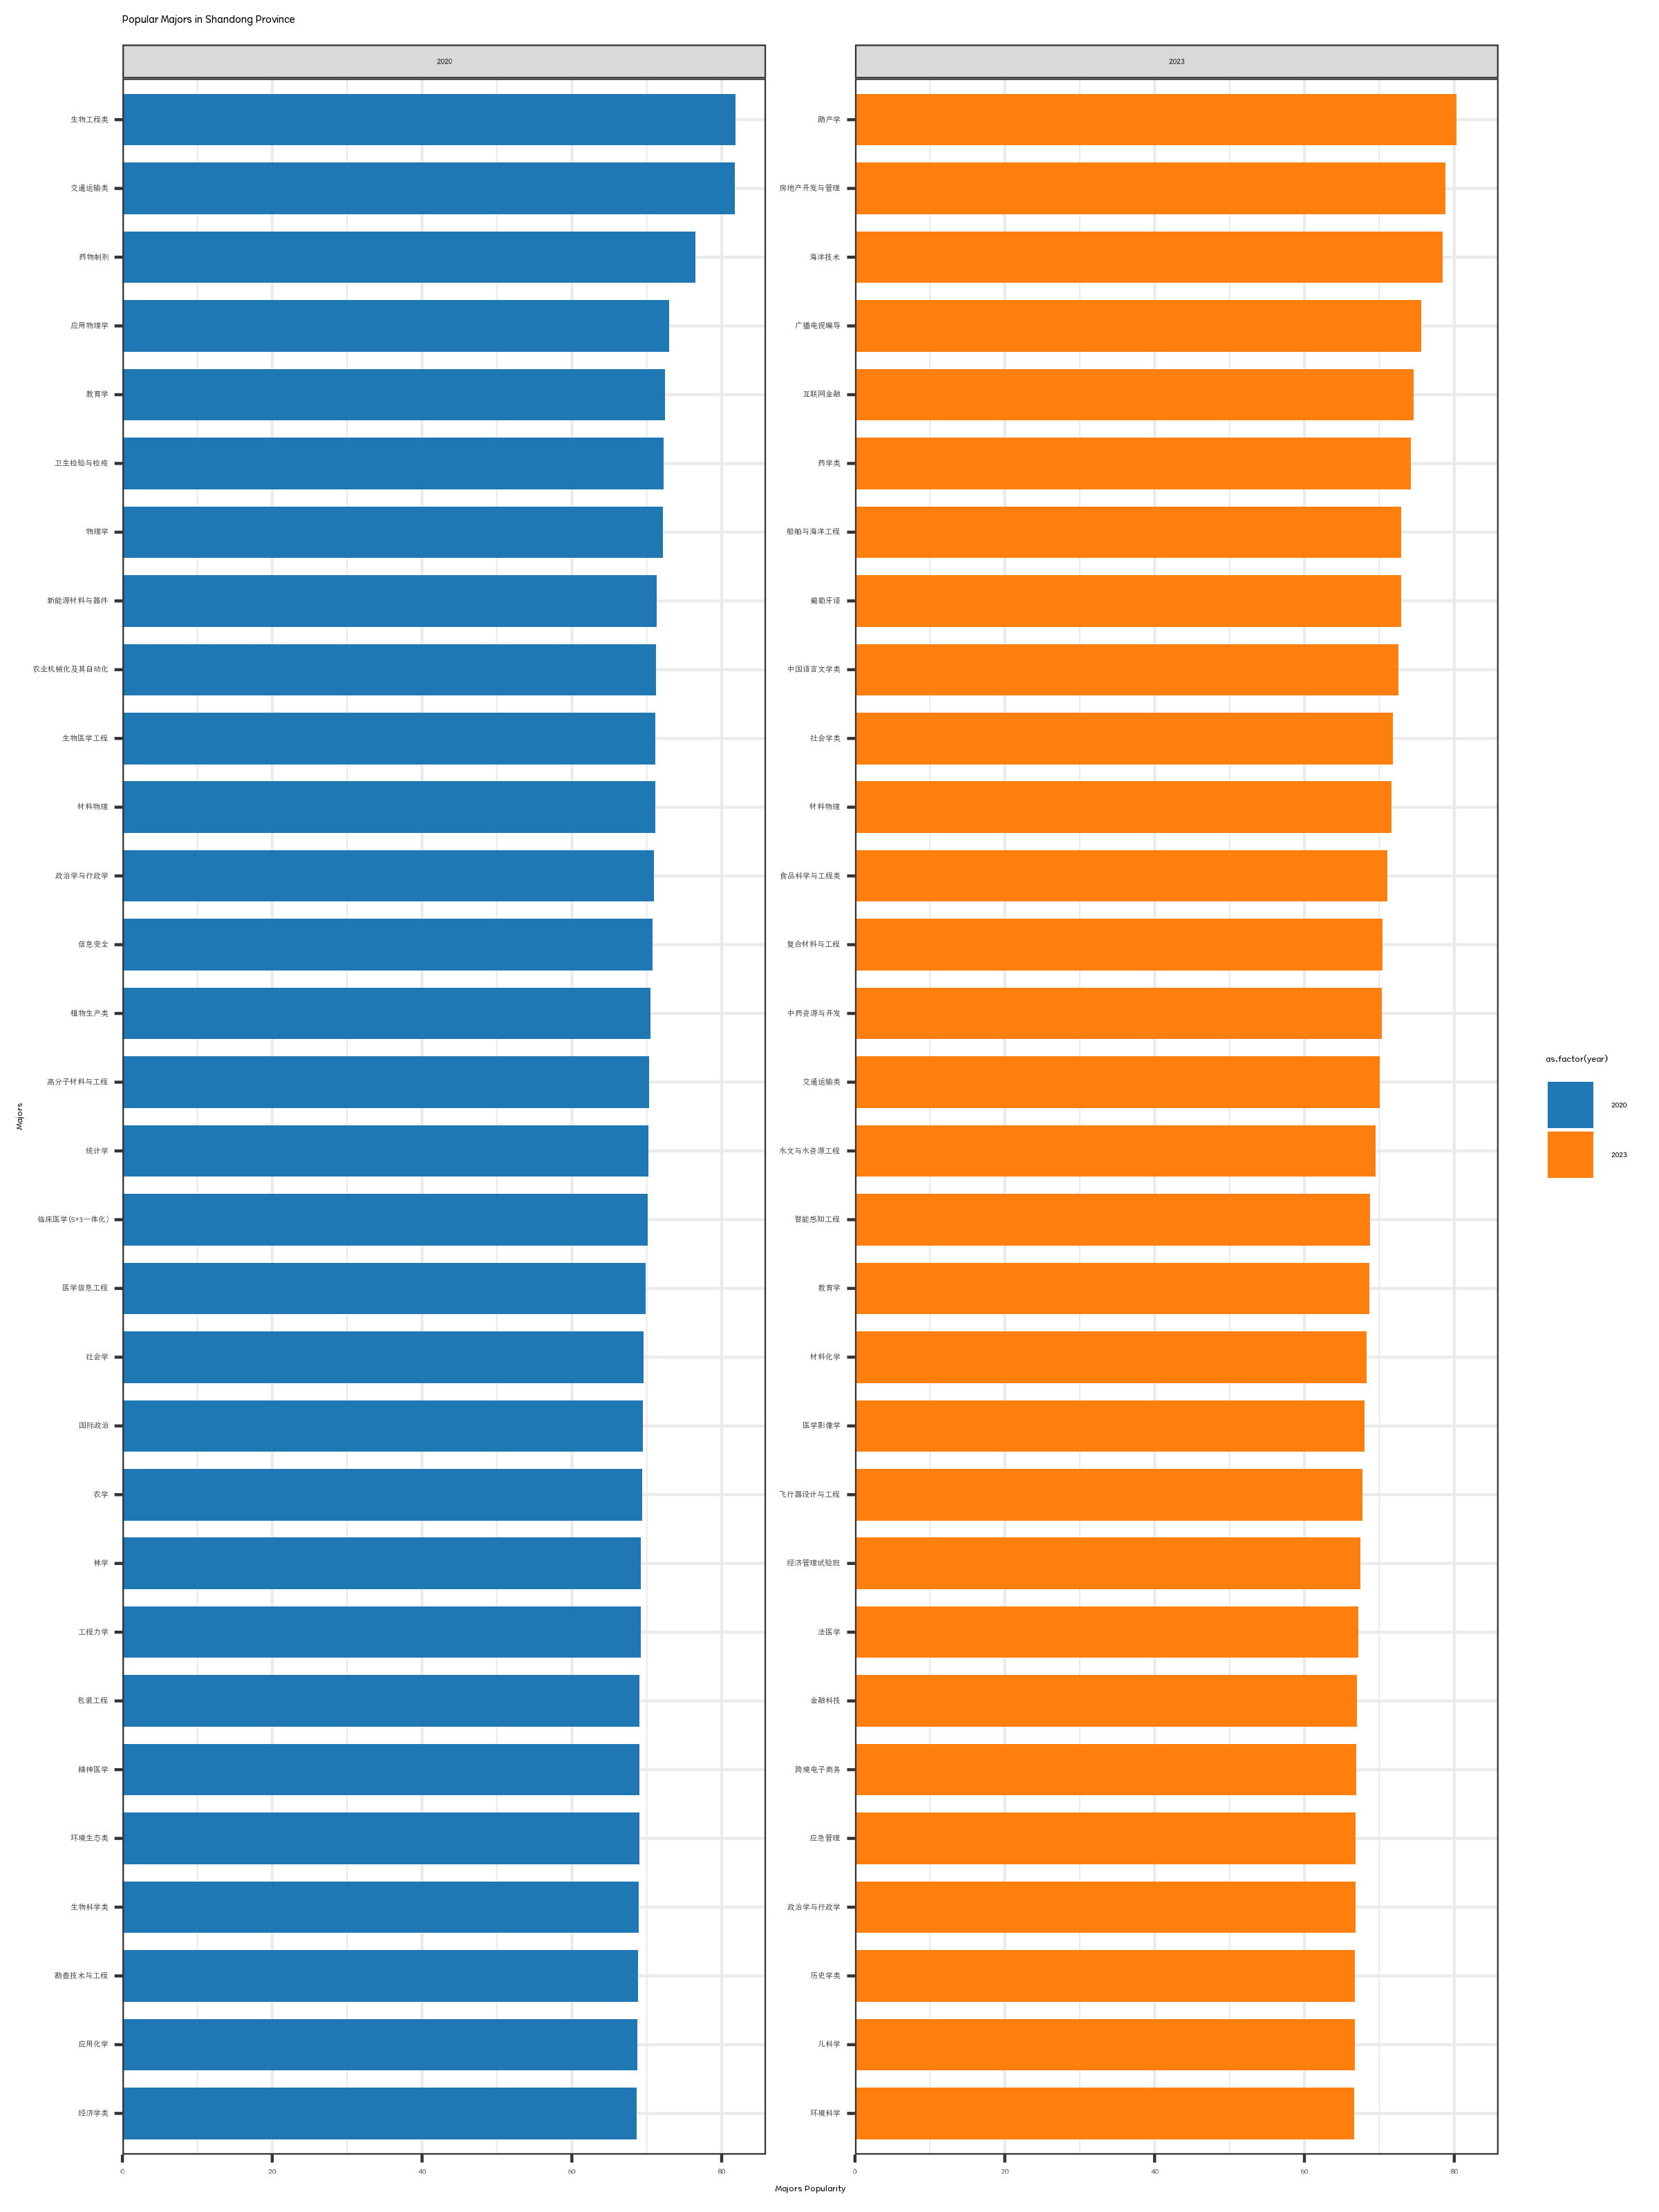 Popular Majors in Shandong Province
2020
生物工程类
交通运输类
药物制剂
应用物理学
教育学
卫生检验与检疫
物理学
新能源材料与器件
农业机械化及其自动化
生物医学工程
材料物理
政治学与行政学
信息安全
植物生产类
高分子材料与工程
统计学
临床医学(5+3一体化)
医学信息工程
社会学
国际政治
农学
林学
工程力学
包装工程
精神医学
环境生态类
生物科学类
勘查技术与工程
应用化学
经济学类
0 20 40 60 80
2023
助产学
房地产开发与管理
海洋技术
广播电视编导
互联网金融
药学类
船舶与海洋工程
葡萄牙语
中国语言文学类
社会学类
材料物理
食品科学与工程类
复合材料与工程
中药资源与开发
交通运输类
水文与水资源工程
智能感知工程
教育学
材料化学
医学影像学
飞行器设计与工程
经济管理试验班
法医学
金融科技
跨境电子商务
应急管理
政治学与行政学
历史学类
儿科学
环境科学
0 20 40 60 80
Majors
Majors Popularity
as.factor(year)
2020
2023